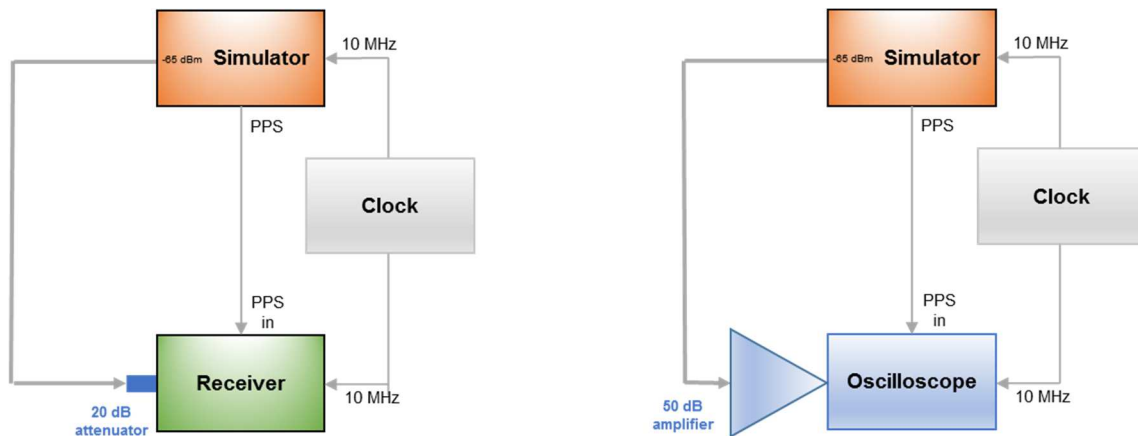 -65 dBm Simulator
10 MHz
PPS
Clock
PPS
in
Receiver
10 MHz
20 dB
attenuator
-65 dBm Simulator
10 MHz
PPS
Clock
PPS
in
Oscilloscope
10 MHz
50 dB
amplifier